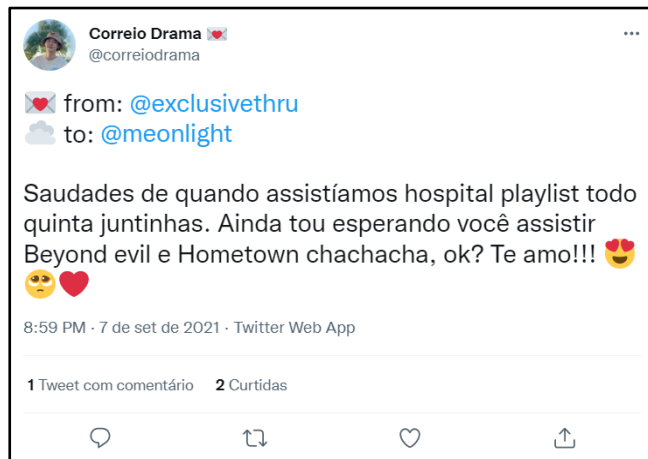 Correio Drama 💌
@correiodrama
💌 from: @exclusivethru
☁️ to: @meonlight
Saudades de quando assistíamos hospital playlist todo
quinta juntinhas. Ainda tou esperando você assistir
Beyond evil e Hometown chachacha, ok? Te amo!!! 😍
🥺❤️
8:59 PM · 7 de set de 2021 · Twitter Web App
1 Tweet com comentário 2 Curtidas